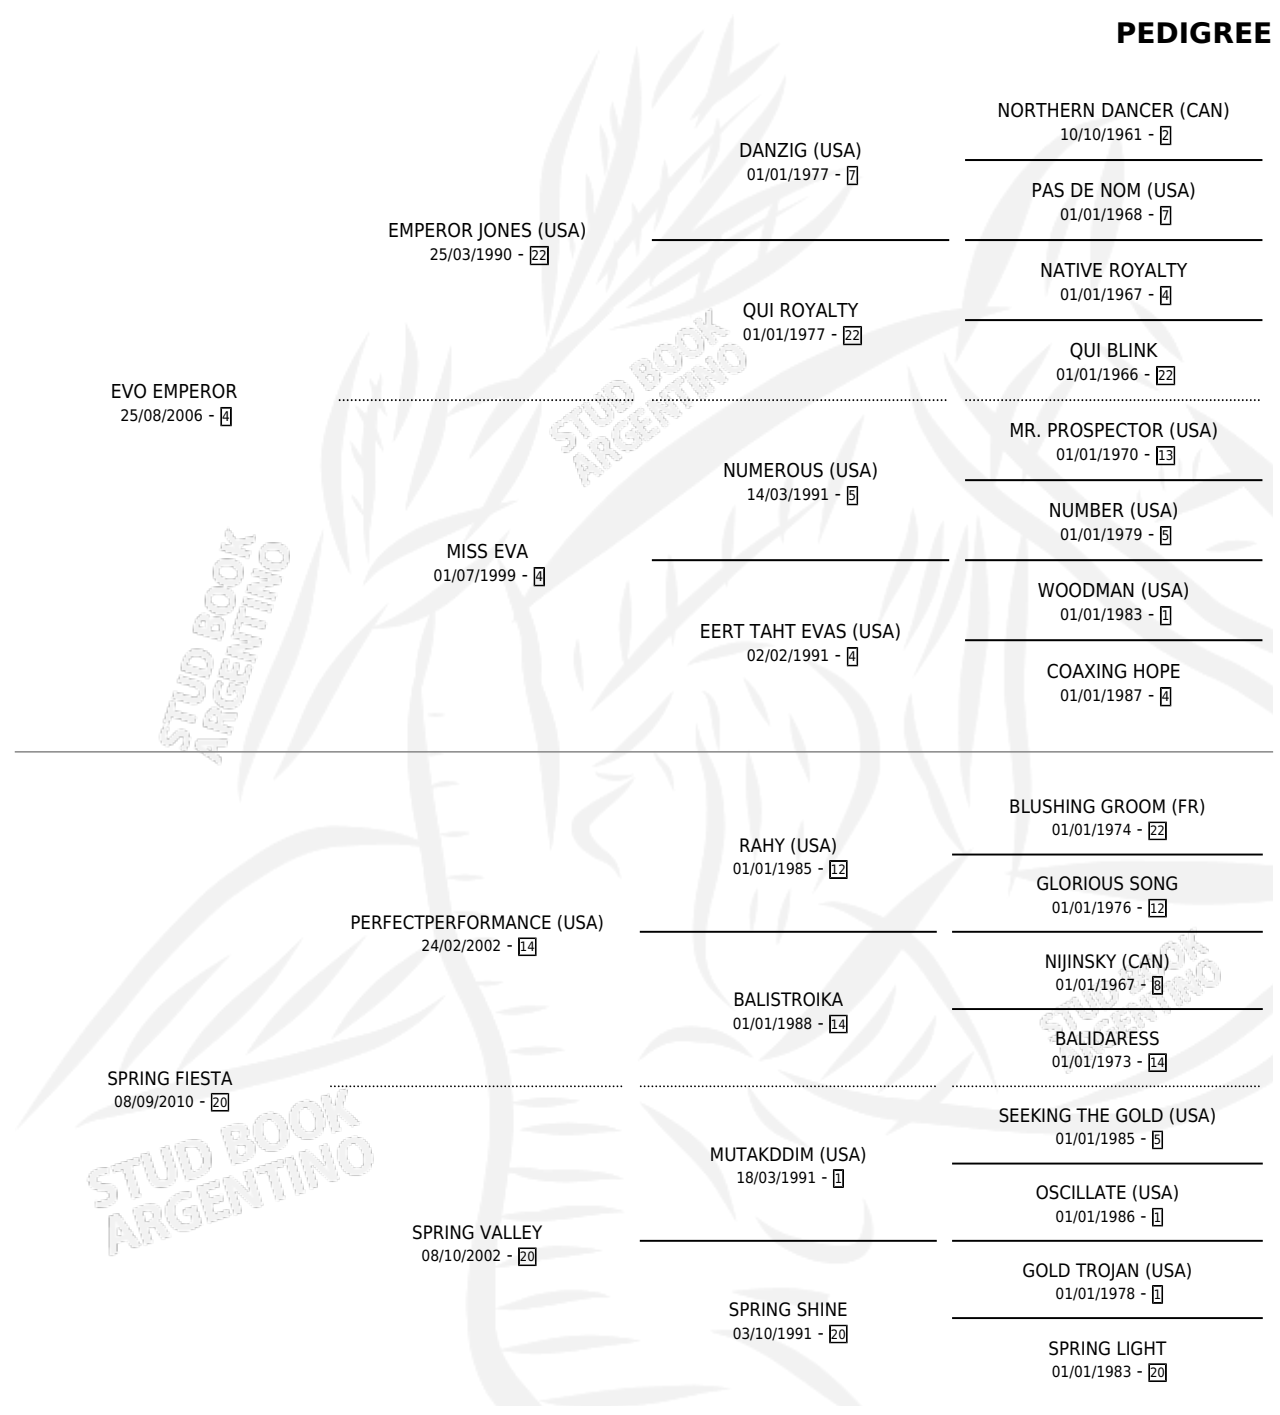 PEDIGREE
NORTHERN DANCER (CAN)
10/10/1961 - 2
DANZIG (USA)
01/01/1977 - 7
PAS DE NOM (USA)
01/01/1968 - 7
EMPEROR JONES (USA)
25/03/1990 - 22
NATIVE ROYALTY
01/01/1967 - 4
QUI ROYALTY
01/01/1977 - 22
QUI BLINK
01/01/1966 - 22
EVO EMPEROR
25/08/2006 - 4
MR. PROSPECTOR (USA)
01/01/1970 - 13
NUMEROUS (USA)
14/03/1991 - 5
NUMBER (USA)
01/01/1979 - 5
MISS EVA
01/07/1999 - 4
WOODMAN (USA)
01/01/1983 - 1
EERT TAHT EVAS (USA)
02/02/1991 - 4
COAXING HOPE
01/01/1987 - 4
BLUSHING GROOM (FR)
01/01/1974 - 22
RAHY (USA)
01/01/1985 - 12
GLORIOUS SONG
01/01/1976 - 12
PERFECTPERFORMANCE (USA)
24/02/2002 - 14
NIJINSKY (CAN)
01/01/1967 - 8
BALISTROIKA
01/01/1988 - 14
BALIDARESS
01/01/1973 - 14
SPRING FIESTA
08/09/2010 - 20
SEEKING THE GOLD (USA)
01/01/1985 - 5
MUTAKDDIM (USA)
18/03/1991 - 1
OSCILLATE (USA)
01/01/1986 - 1
SPRING VALLEY
08/10/2002 - 20
GOLD TROJAN (USA)
01/01/1978 - 1
SPRING SHINE
03/10/1991 - 20
SPRING LIGHT
01/01/1983 - 20
STUD BOOK
ARGENTINO
STUD BOOK
ARGENTINO
STUD BOOK
ARGENTINO
STUD BOOK
ARGENTINO